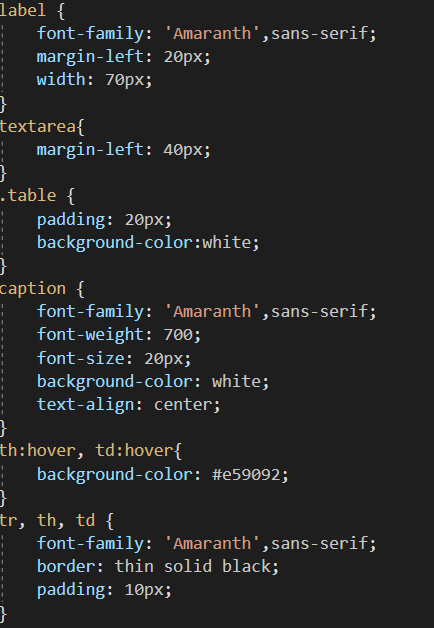 label {
font-family: 'Amaranth',sans-serif;
margin-left: 20px;
width: 70px;
}
textarea{
margin-left: 40px;
}
.table {
padding: 20px;
background-color:white;
}
caption {
font-family: 'Amaranth',sans-serif;
font-weight: 700;
font-size: 20px;
background-color: white;
text-align: center;
}
th:hover, td:hover{
background-color: #e59092;
}
tr, th, td {
font-family: 'Amaranth',sans-serif;
border: thin solid black;
padding: 10px;
}